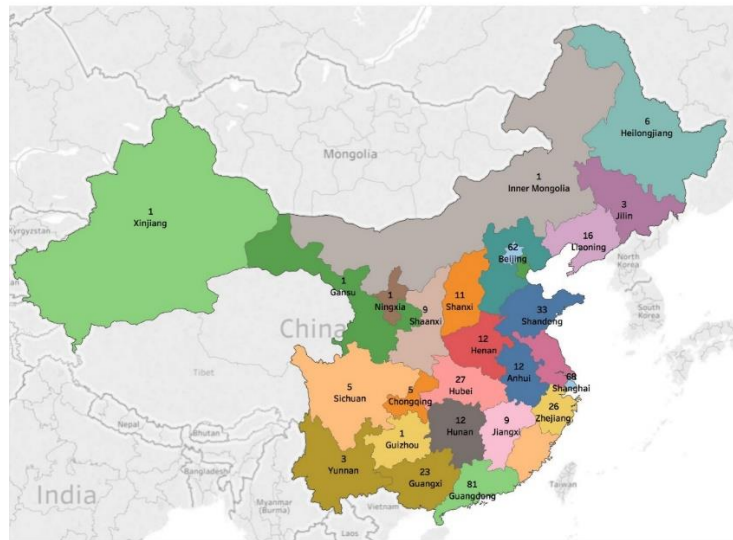 6
Heilongjiang
Mongolia
1
Inner Mongolia
3
Jilin
1
Xinjiang
16
Liaoning
Kyrgyzstan
62
Beijing
North
Korea
1
Gansu
1
Ningxia
9
Shaanxi
11
Shanxi
33
Shandong
South
Korea
China
12
Henan
Tibet
12
Anhui
68
Shanghai
5
Sichuan
5
Chongqing
27
Hubei
26
Zhejiang
Nepal
Bhutan
12
Hunan
9
Jiangxi
1
Guizhou
3
Yunnan
Bangladesh
23
Guangxi
81
Guangdong
Taiwan
India
Myanmar
(Burma)
Vietnam
Laos